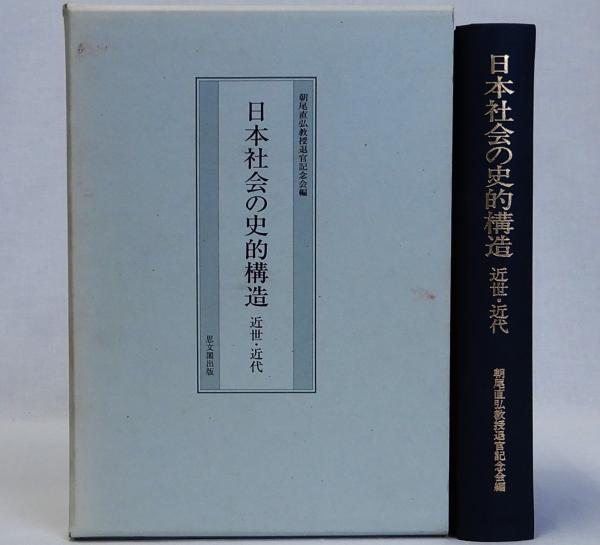 朝尾直弘教授退官記念会編
日本社会の史的構造 近世・近代
思文閣出版
日本社会の史的構造 近世・近代
朝尾直弘教授退官記念会編